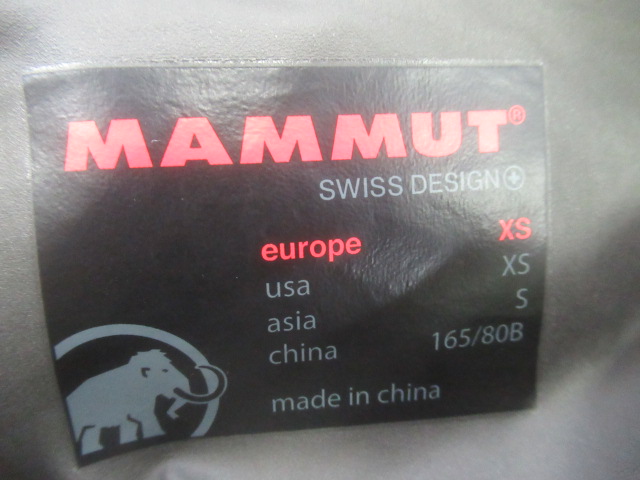 MAMMUT®
SWISS DESIGN
europe XS
usa XS
asia S
china 165/80B
made in china